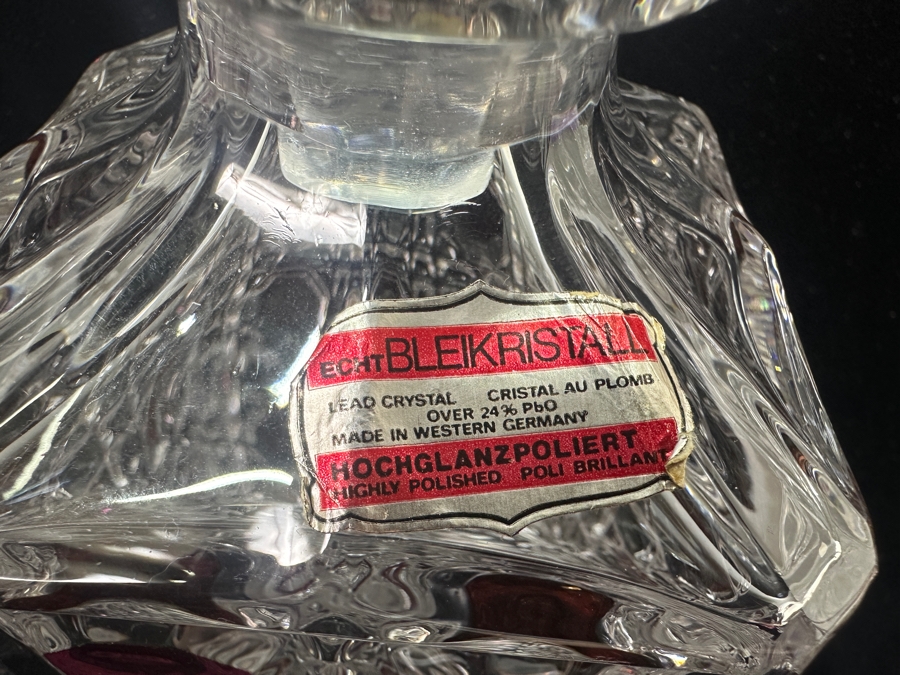 ECHT BLEIKRISTALL
LEAD CRYSTAL CRISTAL AU PLOMB
OVER 24% PbO
MADE IN WESTERN GERMANY
HOCHGLANZPOLIERT
HIGHLY POLISHED POLI BRILLANT